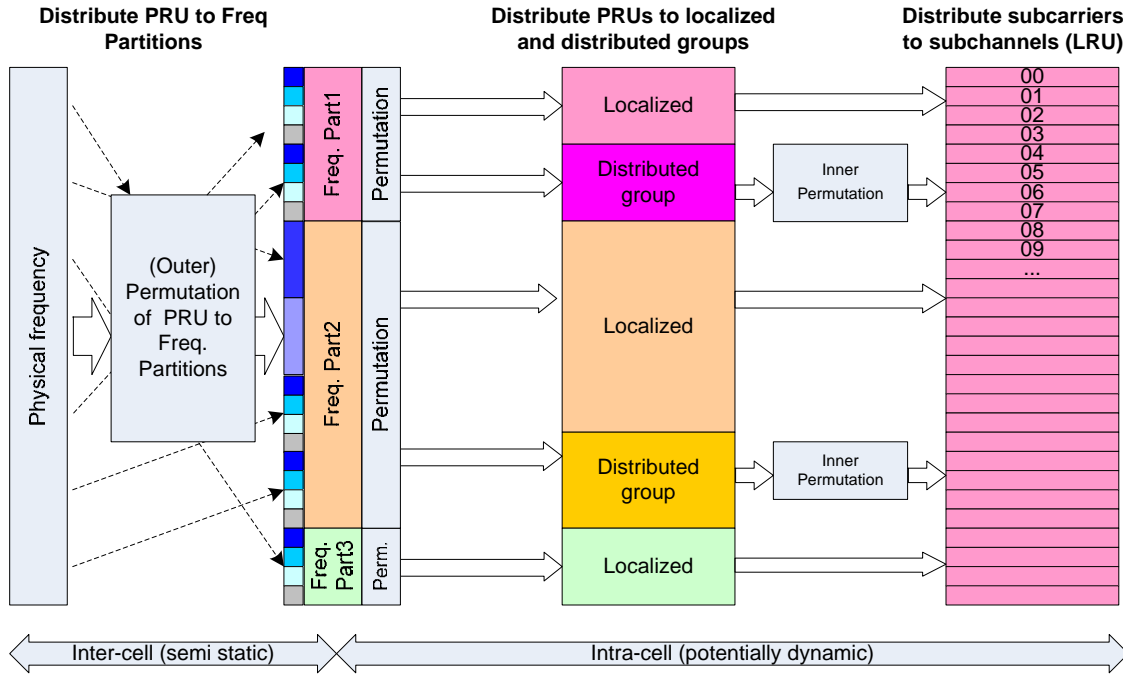 Distribute PRU to Freq
Partitions
Distribute PRUs to localized
and distributed groups
Distribute subcarriers
to subchannels (LRU)
Physical frequency
(Outer)
Permutation
of PRU to
Freq.
Partitions
Freq. Part1
Permutation
Freq. Part2
Permutation
Freq.
Part3
Perm.
Localized
Distributed
group
Localized
Distributed
group
Localized
Inner
Permutation
Inner
Permutation
00
01
02
03
04
05
06
07
08
09
...
Inter-cell (semi static)
Intra-cell (potentially dynamic)